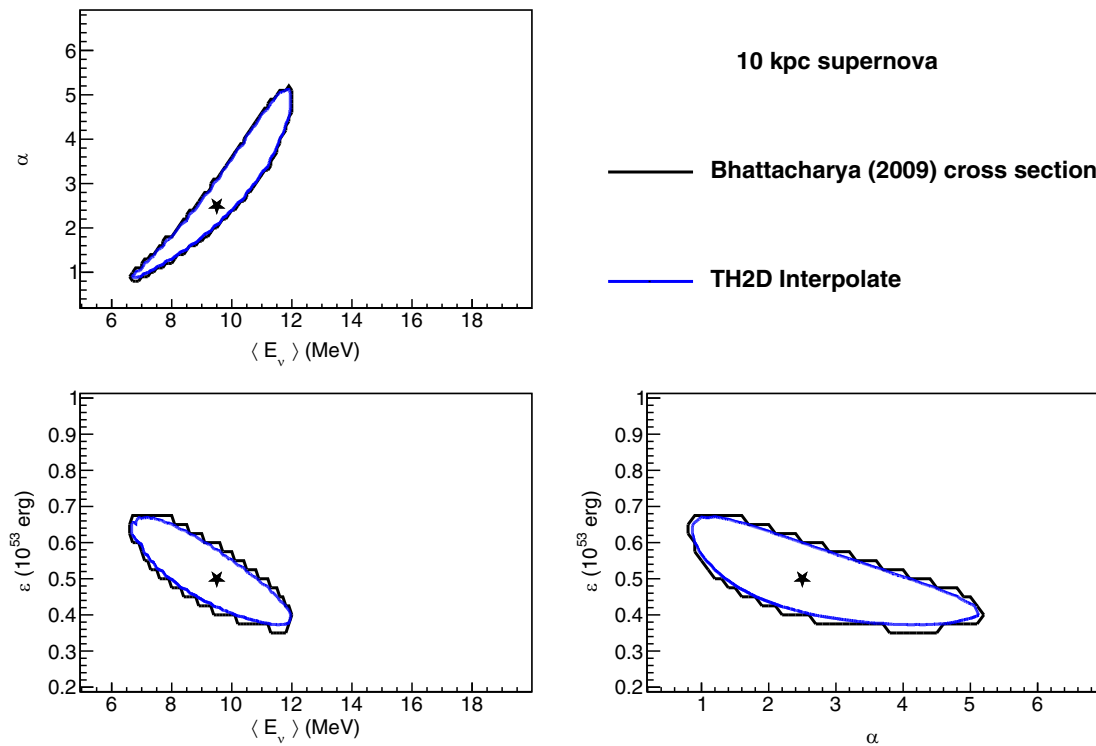 6
5
4
3
2
1
α
6 8 10 12 14 16 18
⟨ E_ν ⟩ (MeV)
10 kpc supernova
Bhattacharya (2009) cross section
TH2D Interpolate
1
0.9
0.8
0.7
0.6
0.5
0.4
0.3
0.2
ε (10^53 erg)
6 8 10 12 14 16 18
⟨ E_ν ⟩ (MeV)
1
0.9
0.8
0.7
0.6
0.5
0.4
0.3
0.2
ε (10^53 erg)
1 2 3 4 5 6
α